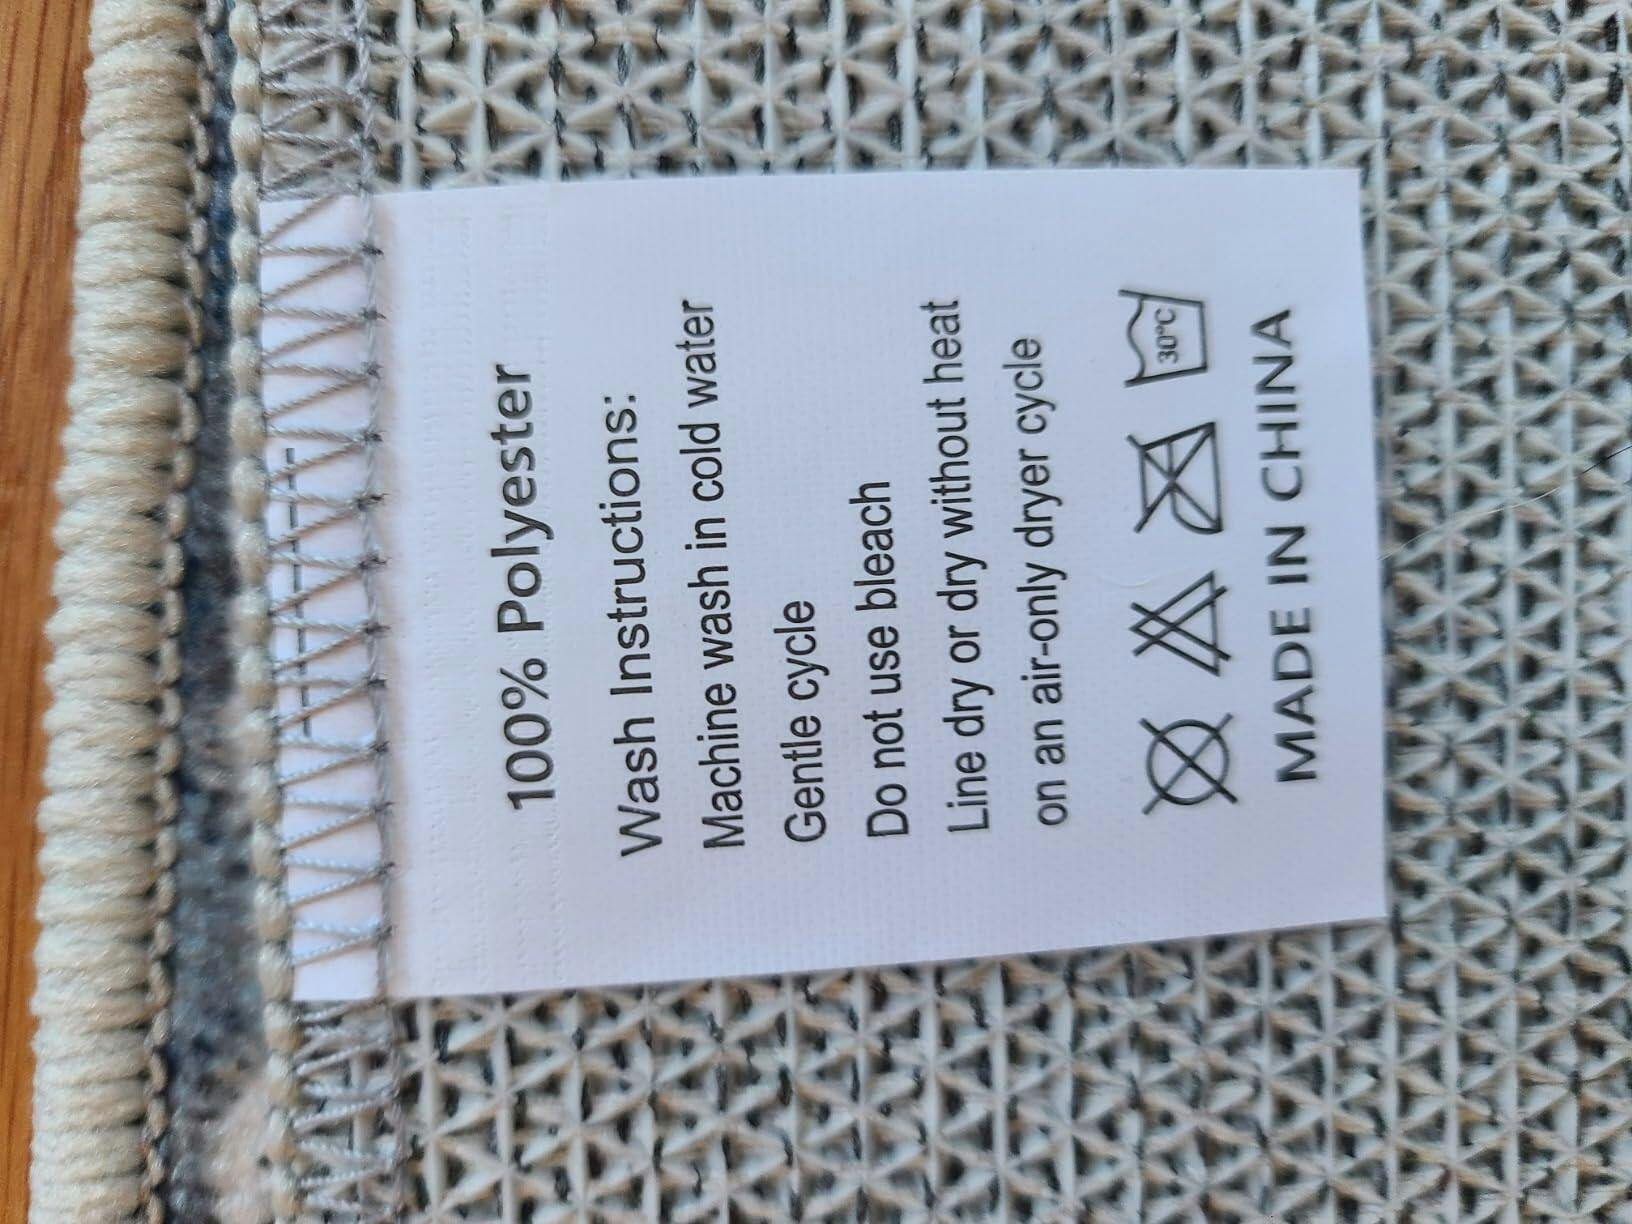 100% Polyester
Wash Instructions:
Machine wash in cold water
Gentle cycle
Do not use bleach
Line dry or dry without heat
on an air-only dryer cycle
30°C
MADE IN CHINA